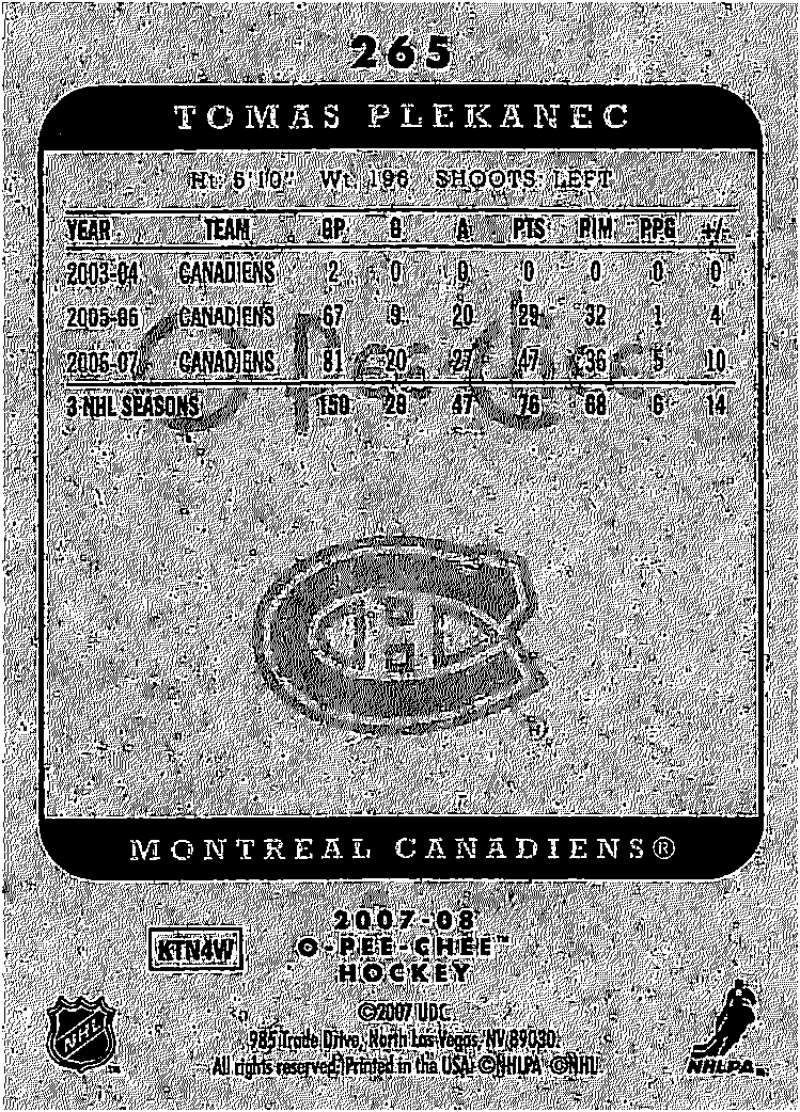 265
TOMAS PLEKANEC
Ht: 5'10" Wt. 196 SHOOTS: LEFT
YEAR TEAM GP G A PTS PIM PPG +/-
2003-04 CANADIENS 2 0 0 0 0 0 0
2005-06 CANADIENS 67 9 20 29 32 1 4
2006-07 CANADIENS 81 20 27 47 36 5 10
3 NHL SEASONS 150 29 47 76 68 6 14
MONTREAL CANADIENS®
2007-08
KTN4W O-PEE-CHEE™
HOCKEY
©2007 UDC.
985 Trade Drive, North Las Vegas, NV 89030.
All rights reserved. Printed in the USA. ©NHLPA ©NHL
NHL
NHLPA